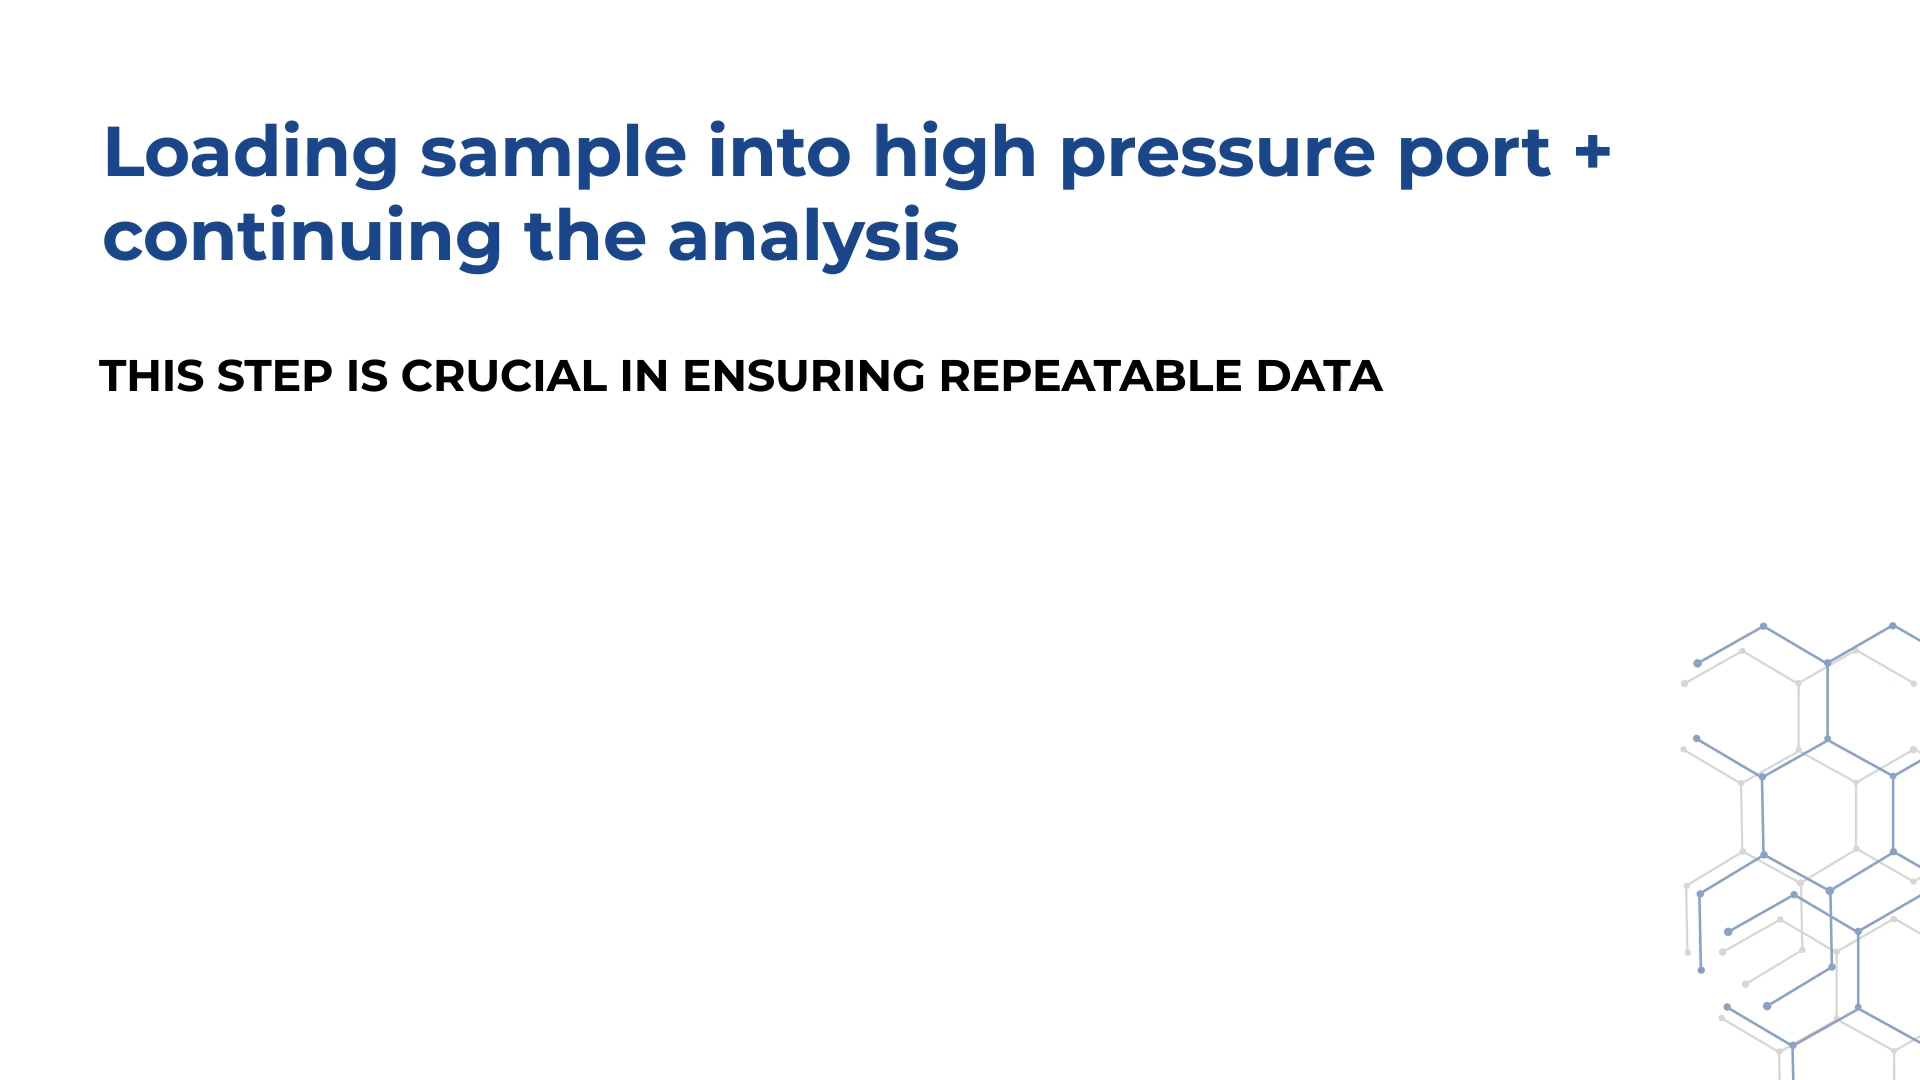 Loading sample into high pressure port +
continuing the analysis
THIS STEP IS CRUCIAL IN ENSURING REPEATABLE DATA